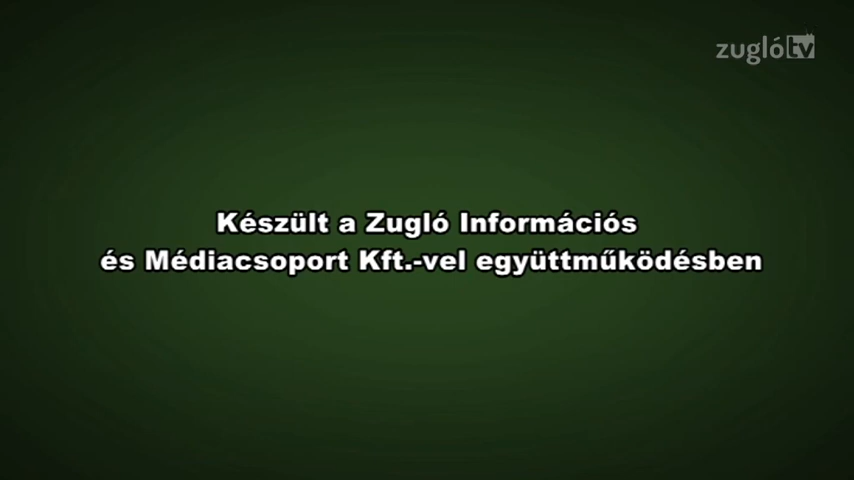 zuglótv
Készült a Zugló Információs
és Médiacsoport Kft.-vel együttműködésben